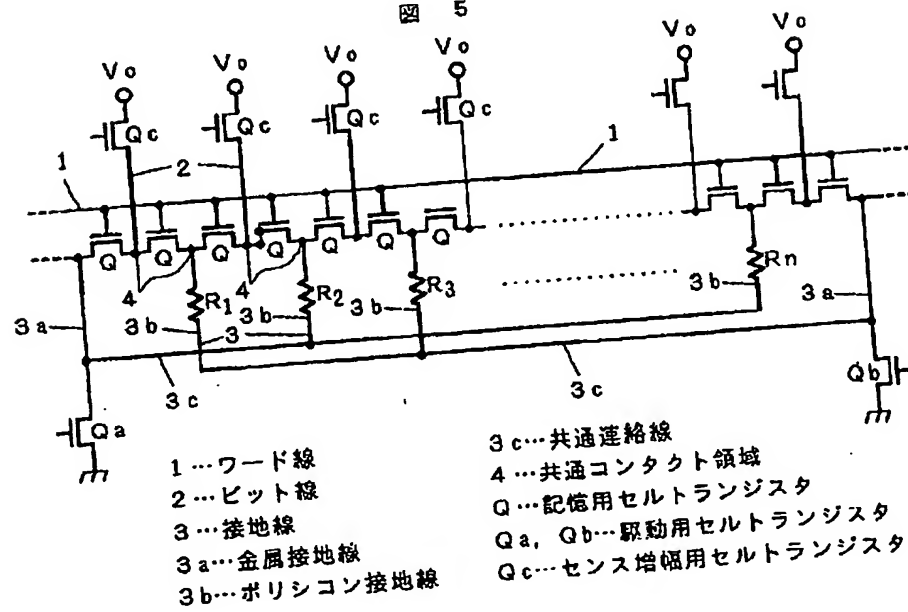 図 5
Vo Vo Vo Vo Vo Vo
Qc Qc Qc Qc
1 2 1
Q Q Q Q Q Q Q
4 4
R1 R2 R3 Rn
3a 3b 3b 3b 3b 3a
3
3c 3c
Qa Qb
1…ワード線
2…ビット線
3…接地線
3a…金属接地線
3b…ポリシコン接地線
3c…共通連絡線
4…共通コンタクト領域
Q…記憶用セルトランジスタ
Qa, Qb…駆動用セルトランジスタ
Qc…センス増幅用セルトランジスタ